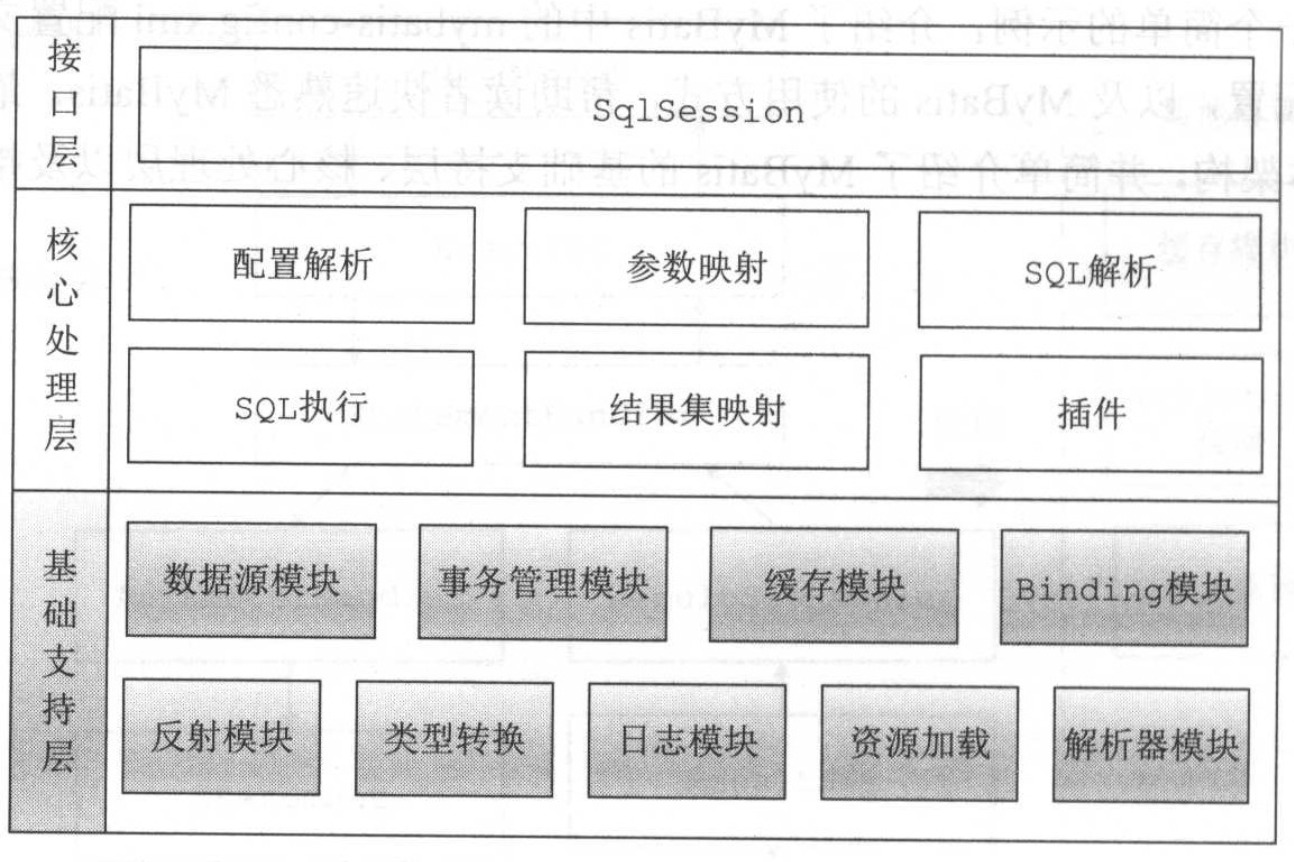 接口层
SqlSession
核心处理层
配置解析
参数映射
SQL解析
SQL执行
结果集映射
插件
基础支持层
数据源模块
事务管理模块
缓存模块
Binding模块
反射模块
类型转换
日志模块
资源加载
解析器模块